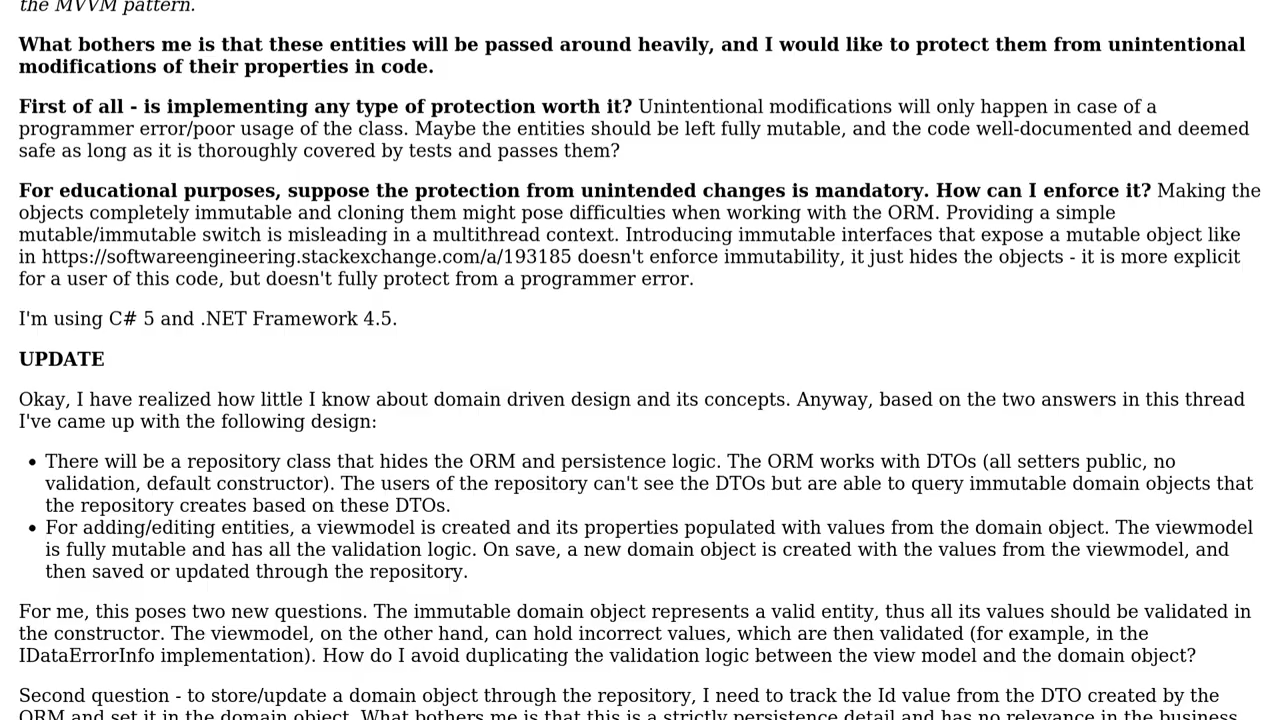 the MVVM pattern.
What bothers me is that these entities will be passed around heavily, and I would like to protect them from unintentional
modifications of their properties in code.
First of all - is implementing any type of protection worth it? Unintentional modifications will only happen in case of a
programmer error/poor usage of the class. Maybe the entities should be left fully mutable, and the code well-documented and deemed
safe as long as it is thoroughly covered by tests and passes them?
For educational purposes, suppose the protection from unintended changes is mandatory. How can I enforce it? Making the
objects completely immutable and cloning them might pose difficulties when working with the ORM. Providing a simple
mutable/immutable switch is misleading in a multithread context. Introducing immutable interfaces that expose a mutable object like
in https://softwareengineering.stackexchange.com/a/193185 doesn't enforce immutability, it just hides the objects - it is more explicit
for a user of this code, but doesn't fully protect from a programmer error.
I'm using C# 5 and .NET Framework 4.5.
UPDATE
Okay, I have realized how little I know about domain driven design and its concepts. Anyway, based on the two answers in this thread
I've came up with the following design:
• There will be a repository class that hides the ORM and persistence logic. The ORM works with DTOs (all setters public, no
validation, default constructor). The users of the repository can't see the DTOs but are able to query immutable domain objects that
the repository creates based on these DTOs.
• For adding/editing entities, a viewmodel is created and its properties populated with values from the domain object. The viewmodel
is fully mutable and has all the validation logic. On save, a new domain object is created with the values from the viewmodel, and
then saved or updated through the repository.
For me, this poses two new questions. The immutable domain object represents a valid entity, thus all its values should be validated in
the constructor. The viewmodel, on the other hand, can hold incorrect values, which are then validated (for example, in the
IDataErrorInfo implementation). How do I avoid duplicating the validation logic between the view model and the domain object?
Second question - to store/update a domain object through the repository, I need to track the Id value from the DTO created by the
ORM and set it in the domain object. What bothers me is that this is a strictly persistence detail and has no relevance in the business